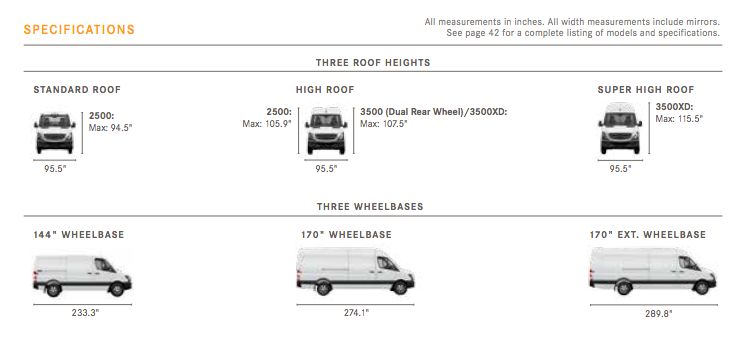 SPECIFICATIONS
All measurements in inches. All width measurements include mirrors.
See page 42 for a complete listing of models and specifications.
THREE ROOF HEIGHTS
STANDARD ROOF
HIGH ROOF
SUPER HIGH ROOF
2500:
Max: 94.5"
95.5"
2500:
Max: 105.9"
3500 (Dual Rear Wheel)/3500XD:
Max: 107.5"
95.5"
3500XD:
Max: 115.5"
95.5"
THREE WHEELBASES
144" WHEELBASE
170" WHEELBASE
170" EXT. WHEELBASE
233.3"
274.1"
289.8"